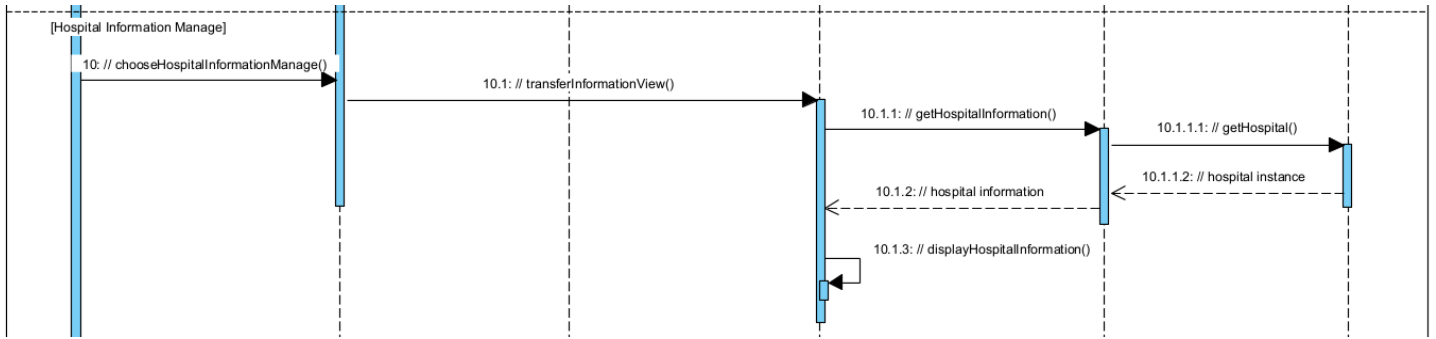 [Hospital Information Manage]
10: // chooseHospitalInformationManage()
10.1: // transferInformationView()
10.1.1: // getHospitalInformation()
10.1.1.1: // getHospital()
10.1.1.2: // hospital instance
10.1.2: // hospital information
10.1.3: // displayHospitalInformation()